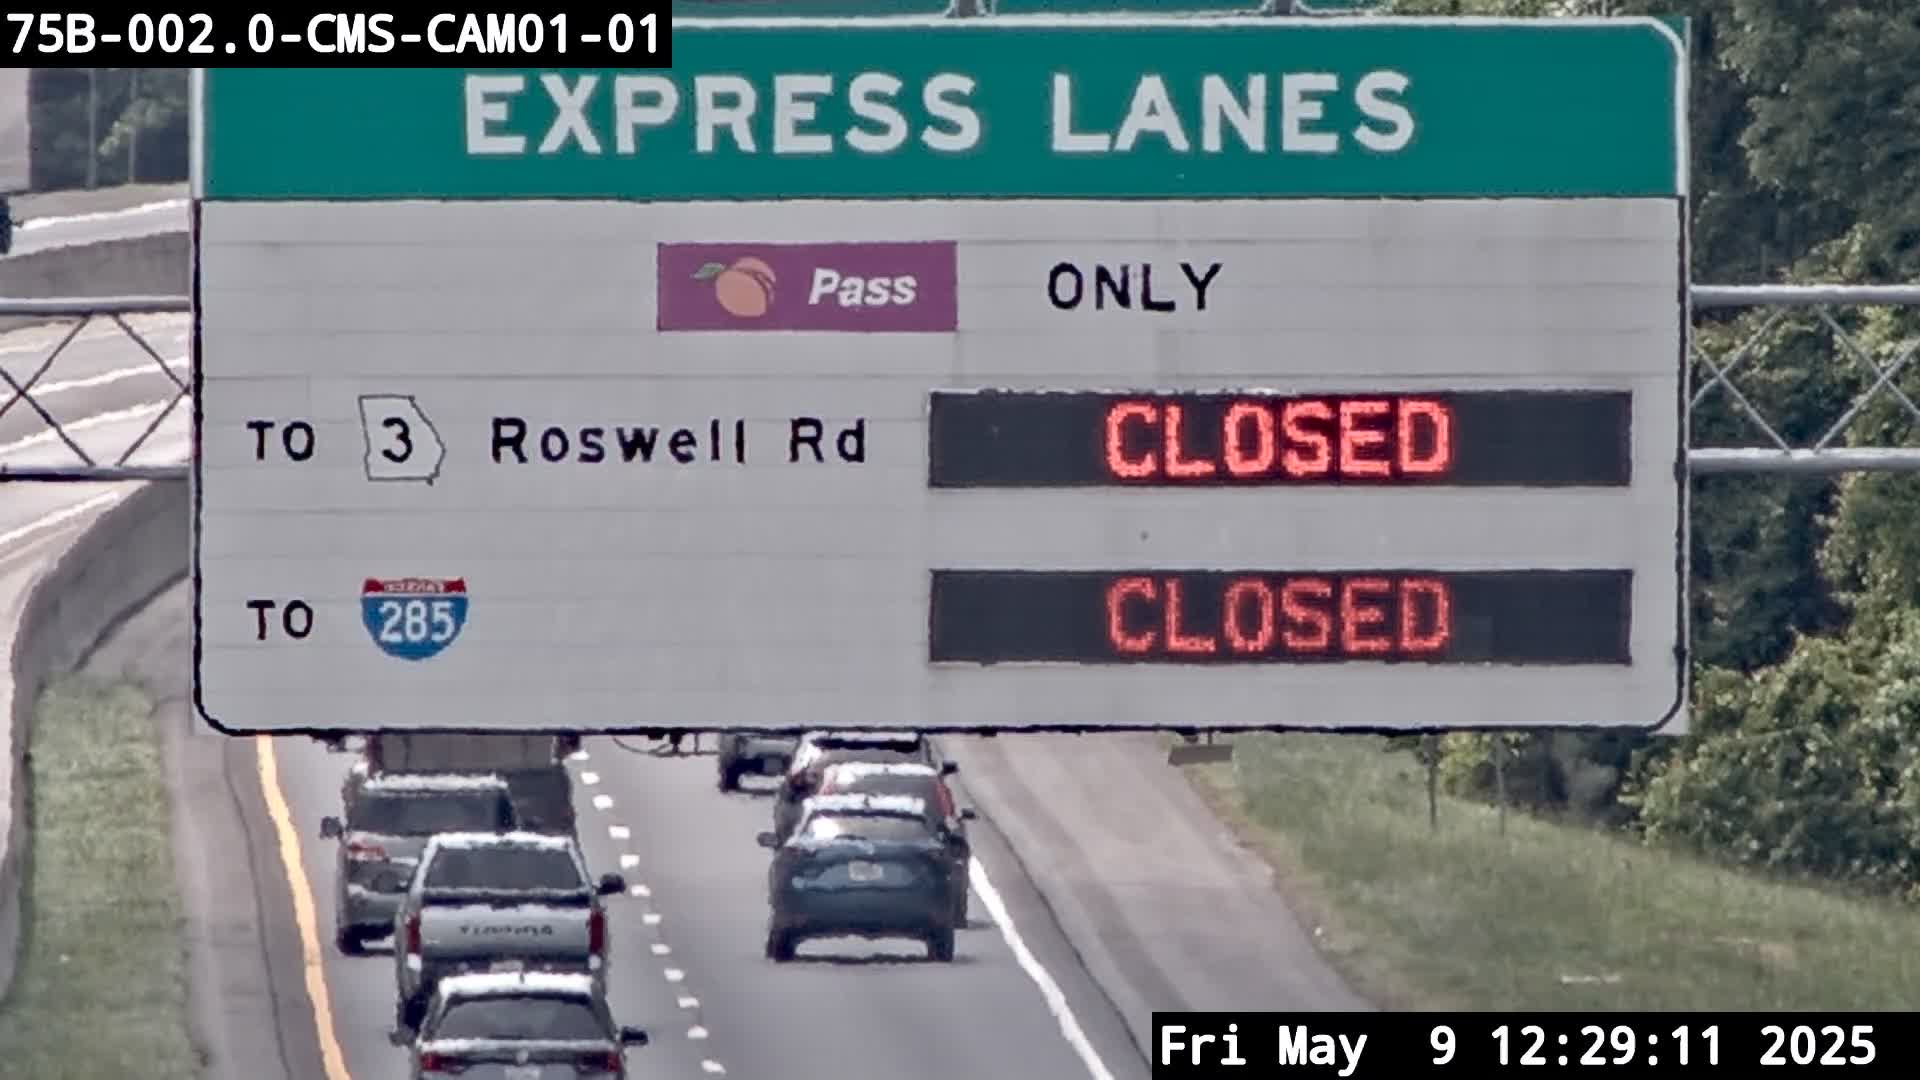 75B-002.0-CMS-CAM01-01
EXPRESS LANES
Pass ONLY
TO 3 Roswell Rd CLOSED
TO 285 CLOSED
Fri May 9 12:29:11 2025